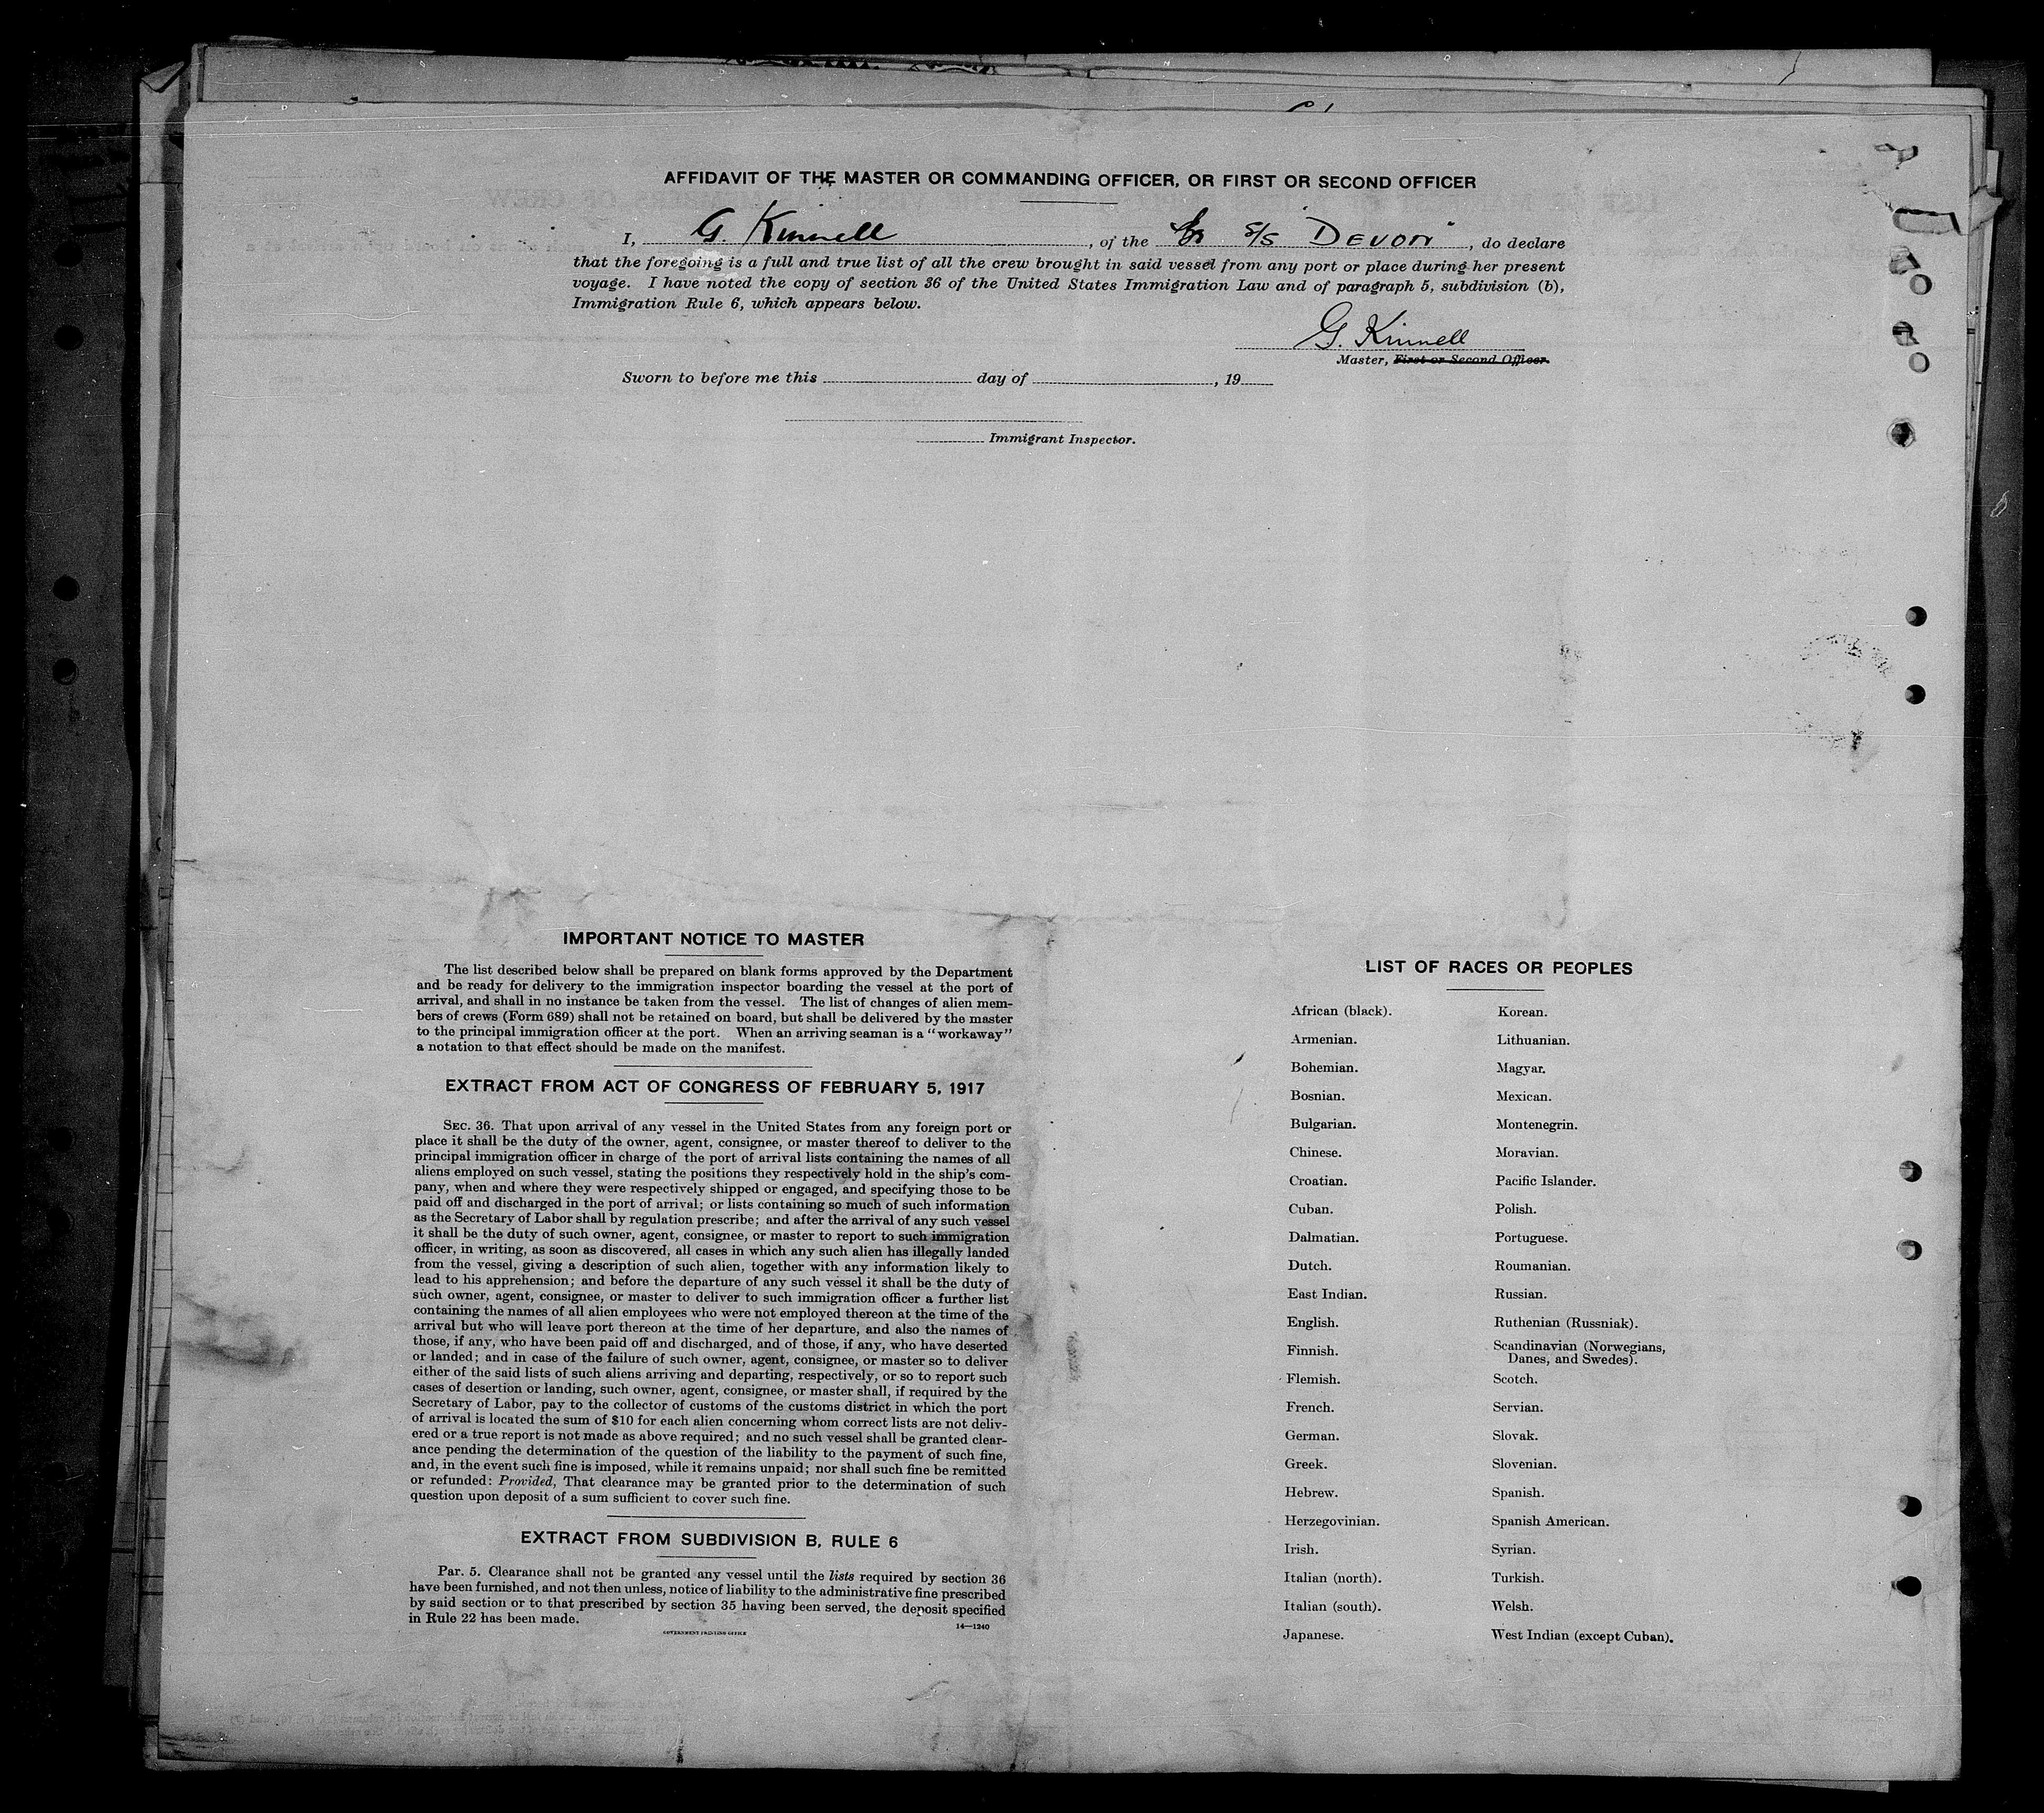 AFFIDAVIT OF THE MASTER OR COMMANDING OFFICER, OR FIRST OR SECOND OFFICER
I, G. Kinnell, of the Br s/s "DEVON", do declare
that the foregoing is a full and true list of all the crew brought in said vessel from any port or place during her present
voyage. I have noted the copy of section 36 of the United States Immigration Law and of paragraph 5, subdivision (b),
Immigration Rule 6, which appears below.
G. Kinnell
Master, First or Second Officer.
Sworn to before me this day of , 19
Immigrant Inspector.
IMPORTANT NOTICE TO MASTER
The list described below shall be prepared on blank forms approved by the Department
and be ready for delivery to the immigration inspector boarding the vessel at the port of
arrival, and shall in no instance be taken from the vessel. The list of changes of alien mem-
bers of crews (Form 689) shall not be retained on board, but shall be delivered by the master
to the principal immigration officer at the port. When an arriving seaman is a "workaway"
a notation to that effect should be made on the manifest.
EXTRACT FROM ACT OF CONGRESS OF FEBRUARY 5, 1917
SEC. 36. That upon arrival of any vessel in the United States from any foreign port or
place it shall be the duty of the owner, agent, consignee, or master thereof to deliver to the
principal immigration officer in charge of the port of arrival lists containing the names of all
aliens employed on such vessel, stating the positions they respectively hold in the ship's com-
pany, when and where they were respectively shipped or engaged, and specifying those to be
paid off and discharged in the port of arrival; or lists containing so much of such information
as the Secretary of Labor shall by regulation prescribe; and after the arrival of any such vessel
it shall be the duty of such owner, agent, consignee, or master to report to such immigration
officer, in writing, as soon as discovered, all cases in which any such alien has illegally landed
from the vessel, giving a description of such alien, together with any information likely to
lead to his apprehension; and before the departure of any such vessel it shall be the duty of
such owner, agent, consignee, or master to deliver to such immigration officer a further list
containing the names of all alien employees who were not employed thereon at the time of the
arrival but who will leave port thereon at the time of her departure, and also the names of
those, if any, who have been paid off and discharged, and of those, if any, who have deserted
or landed; and in case of the failure of such owner, agent, consignee, or master so to deliver
either of the said lists of such aliens arriving and departing, respectively, or so to report such
cases of desertion or landing, such owner, agent, consignee, or master shall, if required by the
Secretary of Labor, pay to the collector of customs of the customs district in which the port
of arrival is located the sum of $10 for each alien concerning whom correct lists are not deliv-
ered or a true report is not made as above required; and no such vessel shall be granted clear-
ance pending the determination of the question of the liability to the payment of such fine,
and, in the event such fine is imposed, while it remains unpaid; nor shall such fine be remitted
or refunded: Provided, That clearance may be granted prior to the determination of such
question upon deposit of a sum sufficient to cover such fine.
EXTRACT FROM SUBDIVISION B, RULE 6
Par. 5. Clearance shall not be granted any vessel until the lists required by section 36
have been furnished, and not then unless, notice of liability to the administrative fine prescribed
by said section or to that prescribed by section 35 having been served, the deposit specified
in Rule 22 has been made.
GOVERNMENT PRINTING OFFICE 14—1240
LIST OF RACES OR PEOPLES
African (black).
Armenian.
Bohemian.
Bosnian.
Bulgarian.
Chinese.
Croatian.
Cuban.
Dalmatian.
Dutch.
East Indian.
English.
Finnish.
Flemish.
French.
German.
Greek.
Hebrew.
Herzegovinian.
Irish.
Italian (north).
Italian (south).
Japanese.
Korean.
Lithuanian.
Magyar.
Mexican.
Montenegrin.
Moravian.
Pacific Islander.
Polish.
Portuguese.
Roumanian.
Russian.
Ruthenian (Russniak).
Scandinavian (Norwegians,
Danes, and Swedes).
Scotch.
Servian.
Slovak.
Slovenian.
Spanish.
Spanish American.
Syrian.
Turkish.
Welsh.
West Indian (except Cuban).